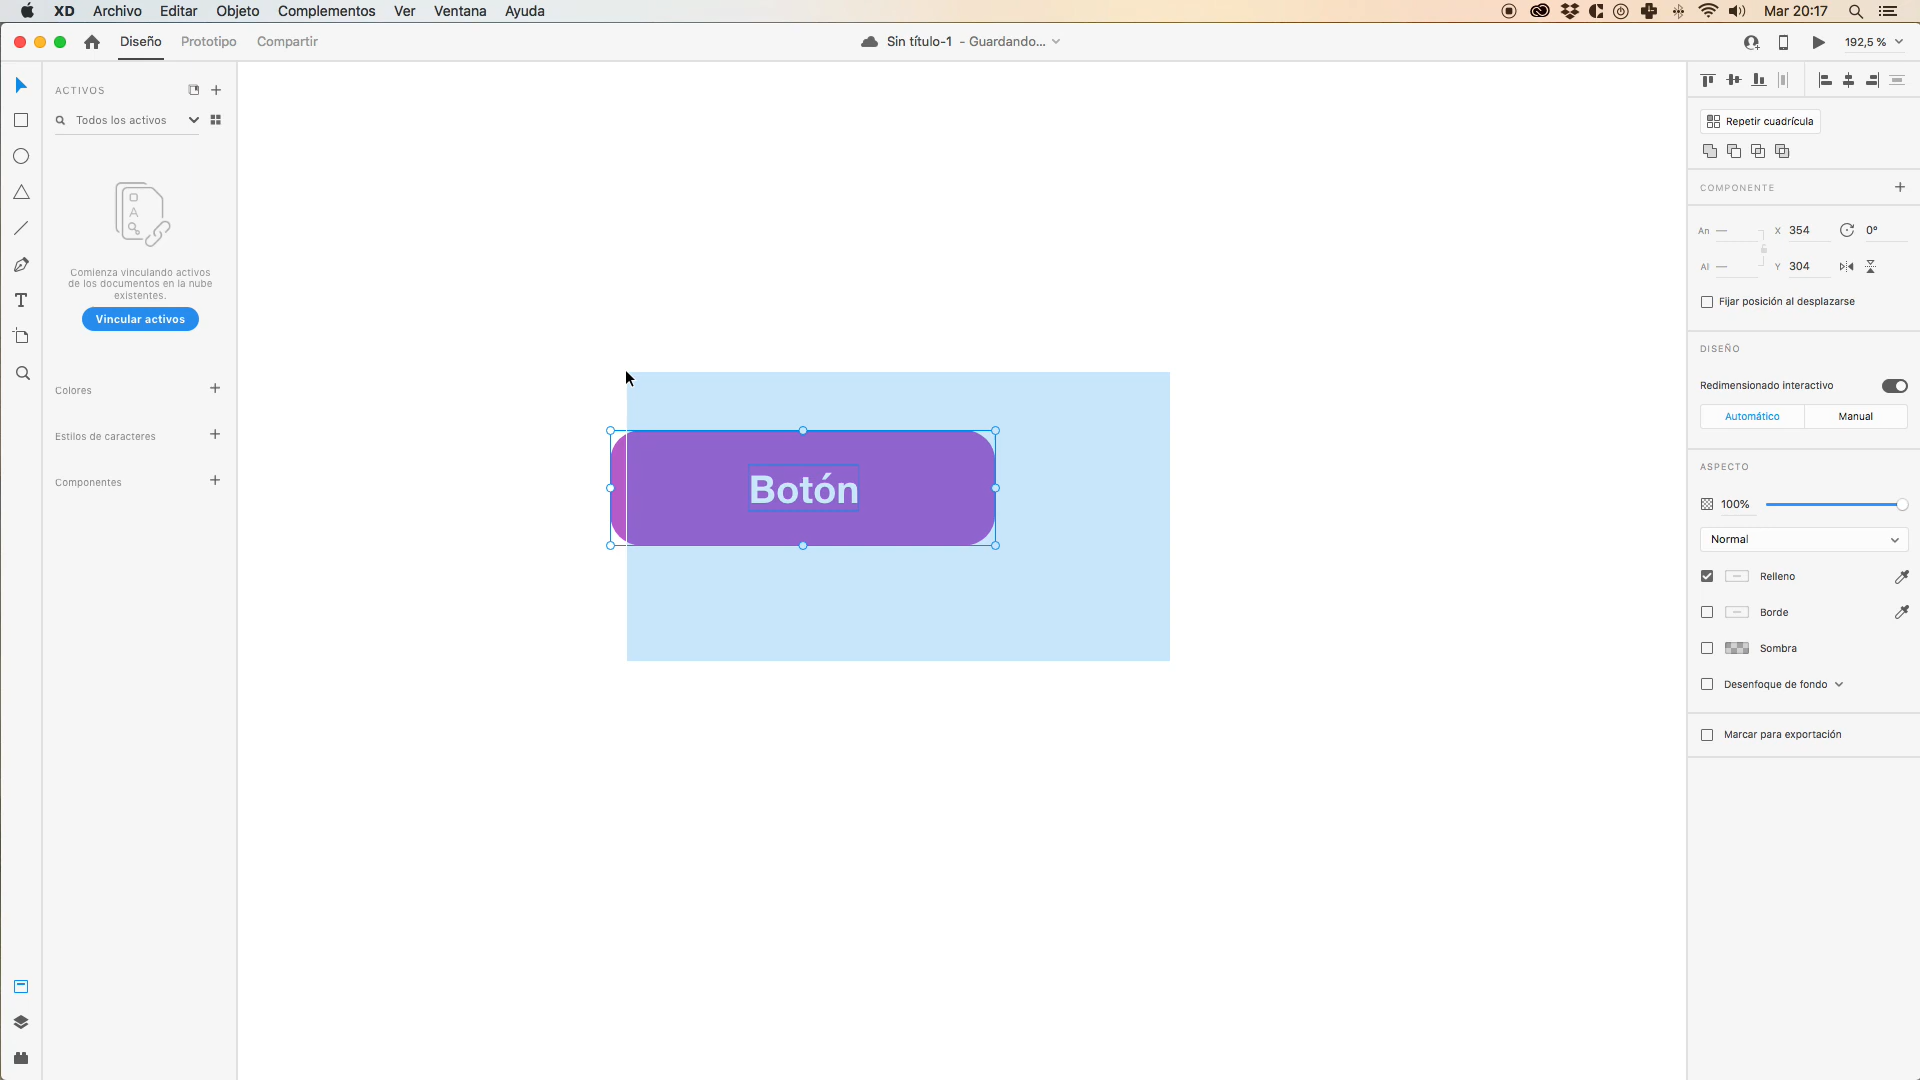 XD Archivo Editar Objeto Complementos Ver Ventana Ayuda Mar 20:17
Diseño Prototipo Compartir Sin título-1 - Guardando... 192,5 %
ACTIVOS
Todos los activos
Comienza vinculando activos
de los documentos en la nube
existentes.
Vincular activos
Colores
Estilos de caracteres
Componentes
Botón
Repetir cuadrícula
COMPONENTE
An — X 354 0°
Al — Y 304
Fijar posición al desplazarse
DISEÑO
Redimensionado interactivo
Automático Manual
ASPECTO
100%
Normal
Relleno
Borde
Sombra
Desenfoque de fondo
Marcar para exportación